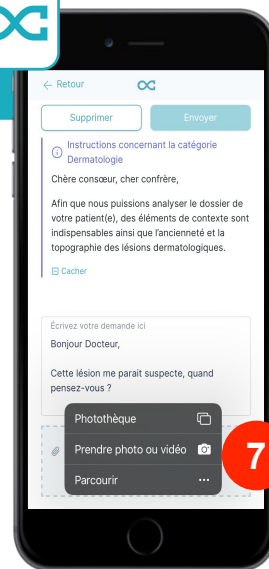 ← Retour
Supprimer
Envoyer
Instructions concernant la catégorie
Dermatologie
Chère consœur, cher confrère,
Afin que nous puissions analyser le dossier de
votre patient(e), des éléments de contexte sont
indispensables ainsi que l'ancienneté et la
topographie des lésions dermatologiques.
Cacher
Écrivez votre demande ici
Bonjour Docteur,
Cette lésion me parait suspecte, quand
pensez-vous ?
Photothèque
Prendre photo ou vidéo
7
Parcourir